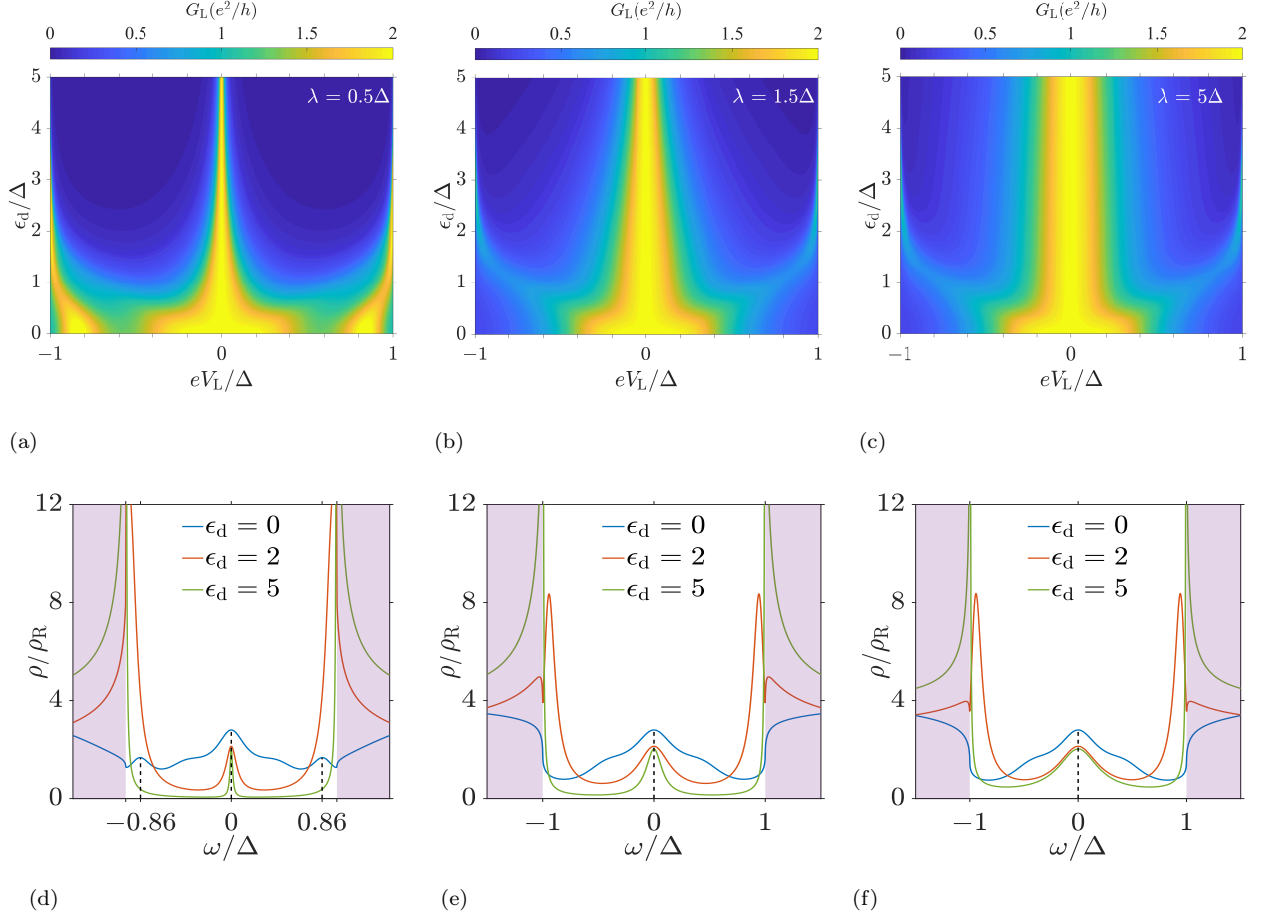 G_L(e²/h) G_L(e²/h) G_L(e²/h)
0 0.5 1 1.5 2 0 0.5 1 1.5 2 0 0.5 1 1.5 2
5 5 5
λ = 0.5Δ λ = 1.5Δ λ = 5Δ
4 4 4
3 3 3
ϵ_d/Δ ϵ_d/Δ ϵ_d/Δ
2 2 2
1 1 1
0 0 0
−1 0 1 −1 0 1 −1 0 1
eV_L/Δ eV_L/Δ eV_L/Δ
(a) (b) (c)
12 12 12
ϵ_d = 0 ϵ_d = 0 ϵ_d = 0
ϵ_d = 2 ϵ_d = 2 ϵ_d = 2
ϵ_d = 5 ϵ_d = 5 ϵ_d = 5
8 8 8
ρ/ρ_R ρ/ρ_R ρ/ρ_R
4 4 4
0 0 0
−0.86 0 0.86 −1 0 1 −1 0 1
ω/Δ ω/Δ ω/Δ
(d) (e) (f)